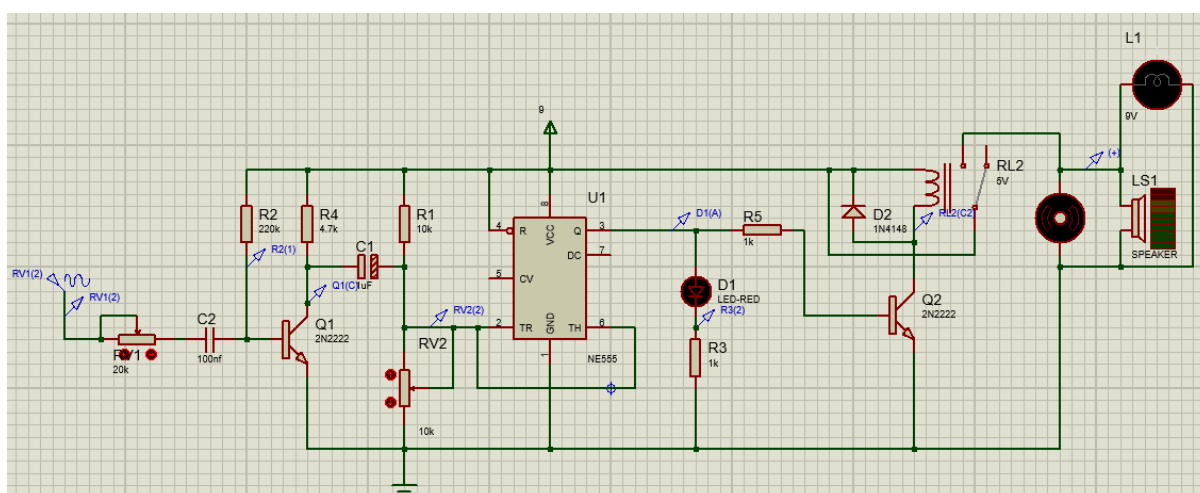 L1
9V
9
RL2
5V
(+)
LS1
SPEAKER
R2
220k
R4
4.7k
R1
10k
C1
1uF
U1
4
R
8
VCC
Q
3
DC
7
5
CV
2
TR
GND
1
TH
6
NE555
D1(A)
R5
1k
D2
1N4148
RL2(C2)
R2(1)
RV1(2)
RV1(2)
Q1(C)
RV2(2)
D1
LED-RED
R3(2)
R3
1k
Q2
2N2222
C2
100nf
Q1
2N2222
RV1
20k
RV2
10k